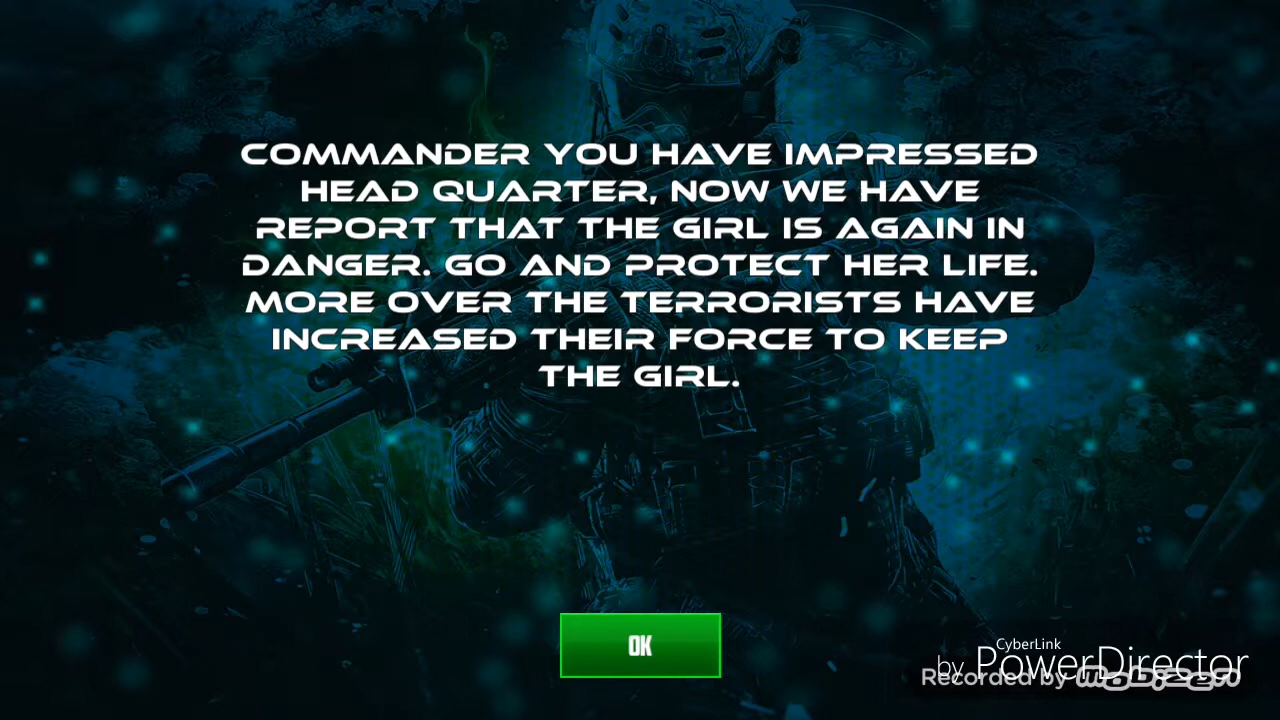 COMMANDER YOU HAVE IMPRESSED
HEAD QUARTER, NOW WE HAVE
REPORT THAT THE GIRL IS AGAIN IN
DANGER. GO AND PROTECT HER LIFE.
MORE OVER THE TERRORISTS HAVE
INCREASED THEIR FORCE TO KEEP
THE GIRL.
OK
CyberLink
by PowerDirector
Recorded by mobizen